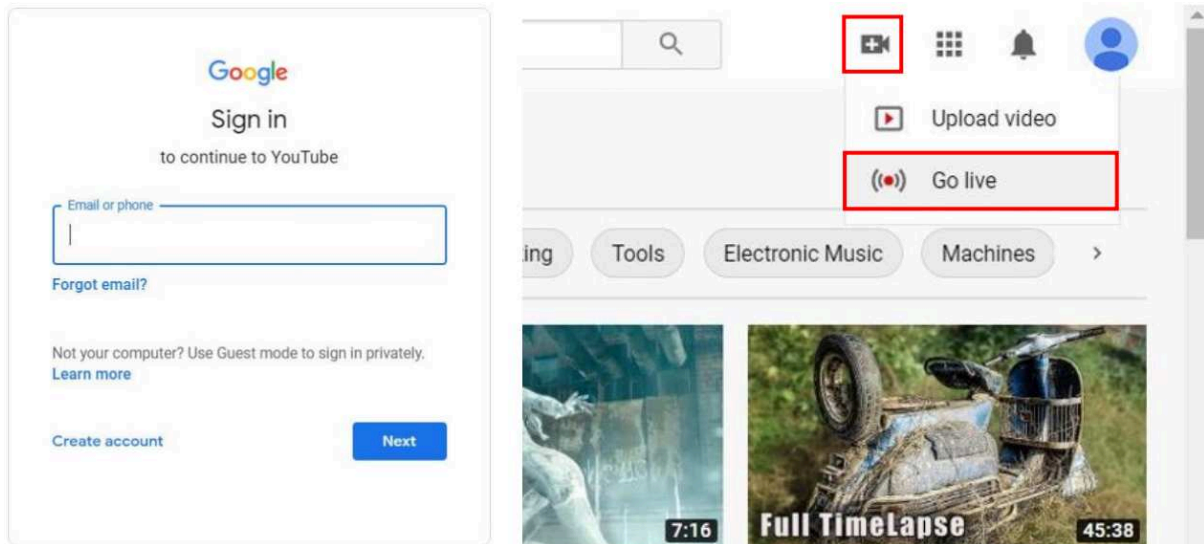 Google
Sign in
to continue to YouTube
Email or phone
Forgot email?
Not your computer? Use Guest mode to sign in privately.
Learn more
Create account
Next
Upload video
Go live
Tools
Electronic Music
Machines
7:16
Full TimeLapse
45:38